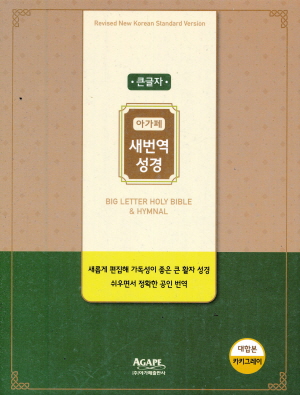 Revised New Korean Standard Version
• 큰글자 •
아가페
새번역
성경
BIG LETTER HOLY BIBLE
& HYMNAL
새롭게 편집해 가독성이 좋은 큰 활자 성경
쉬우면서 정확한 공인 번역
대합본
카키그레이
AGAPE
(주)아가페출판사